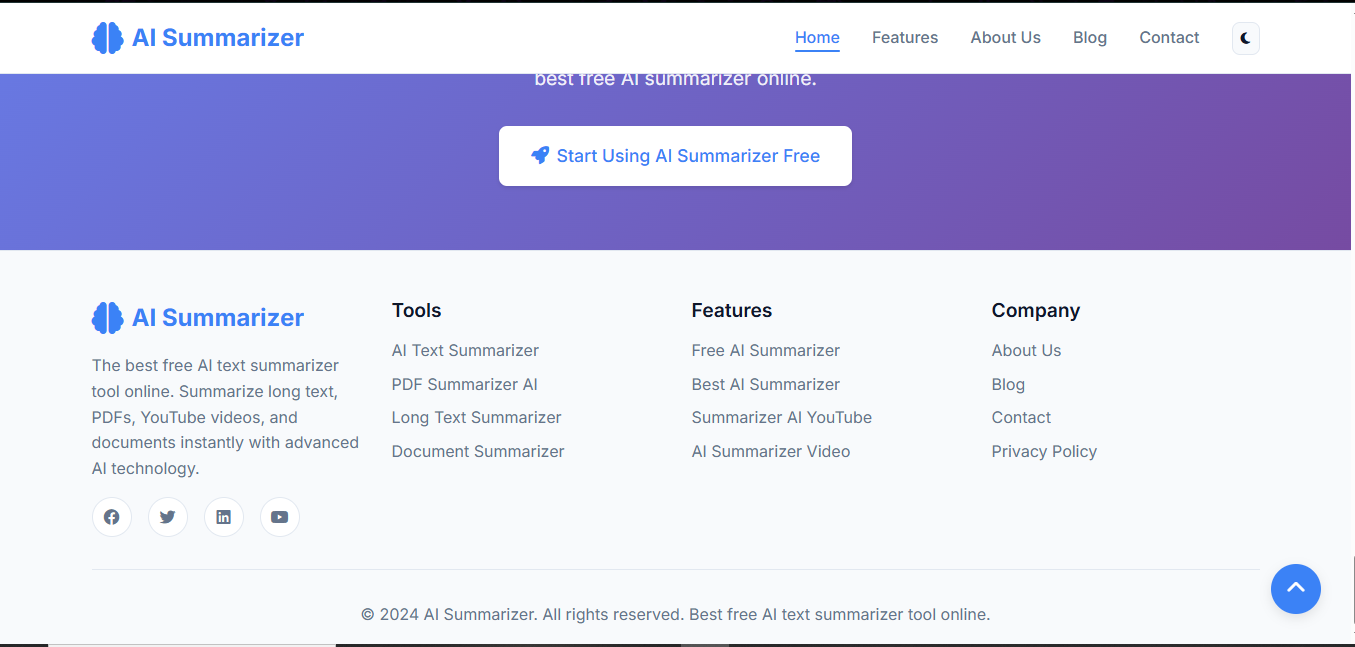 AI Summarizer
Home
Features
About Us
Blog
Contact
best free AI summarizer online.
Start Using AI Summarizer Free
AI Summarizer
The best free AI text summarizer
tool online. Summarize long text,
PDFs, YouTube videos, and
documents instantly with advanced
AI technology.
Tools
AI Text Summarizer
PDF Summarizer AI
Long Text Summarizer
Document Summarizer
Features
Free AI Summarizer
Best AI Summarizer
Summarizer AI YouTube
AI Summarizer Video
Company
About Us
Blog
Contact
Privacy Policy
© 2024 AI Summarizer. All rights reserved. Best free AI text summarizer tool online.